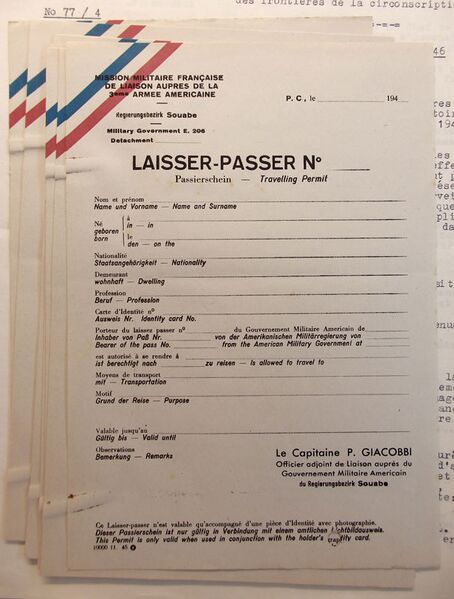 No 77 / 4
des frontières de la circonscripti
46
MISSION MILITAIRE FRANÇAISE
DE LIAISON AUPRES DE LA
3ème ARMEE AMERICAINE
P. C., le 194
Regierungsbezirk Souabe
Military Government E. 206
Detachment
LAISSER-PASSER N°
Passierschein — Travelling Permit
Nom et prénom
Name und Vorname — Name and Surname
Né
geboren
born
à
in — in
le
den — on the
Nationalité
Staatsangehörigkeit — Nationality
Demeurant
wohnhaft — Dwelling
Profession
Beruf — Profession
Carte d'Identité n°
Ausweis Nr. Identity card No.
Porteur du laissez passer n° du Gouvernement Militaire Americain de
Inhaber von Paß Nr. von der Amerikanischen Militärregierung von
Bearer of the pass No. from the American Military Government at
est autorisé à se rendre à
ist berechtigt nach zu reisen — Is allowed to travel to
Moyens de transport
mit — Transportation
Motif
Grund der Reise — Purpose
Valable jusqu'au
Gültig bis — Valid until
Observations
Bemerkung — Remarks
Le Capitaine P. GIACOBBI
Officier adjoint de Liaison auprès du
Gouvernement Militaire Americain
du Regierungsbezirk Souabe
Ce Laisser-passer n'est valable qu'accompagné d'une pièce d'Identité avec photographie.
Dieser Passierschein ist nur gültig in Verbindung mit einem amtlichen Lichtbildausweis.
This Permit is only valid when used in conjunction with the holder's card.
10000 11. 45